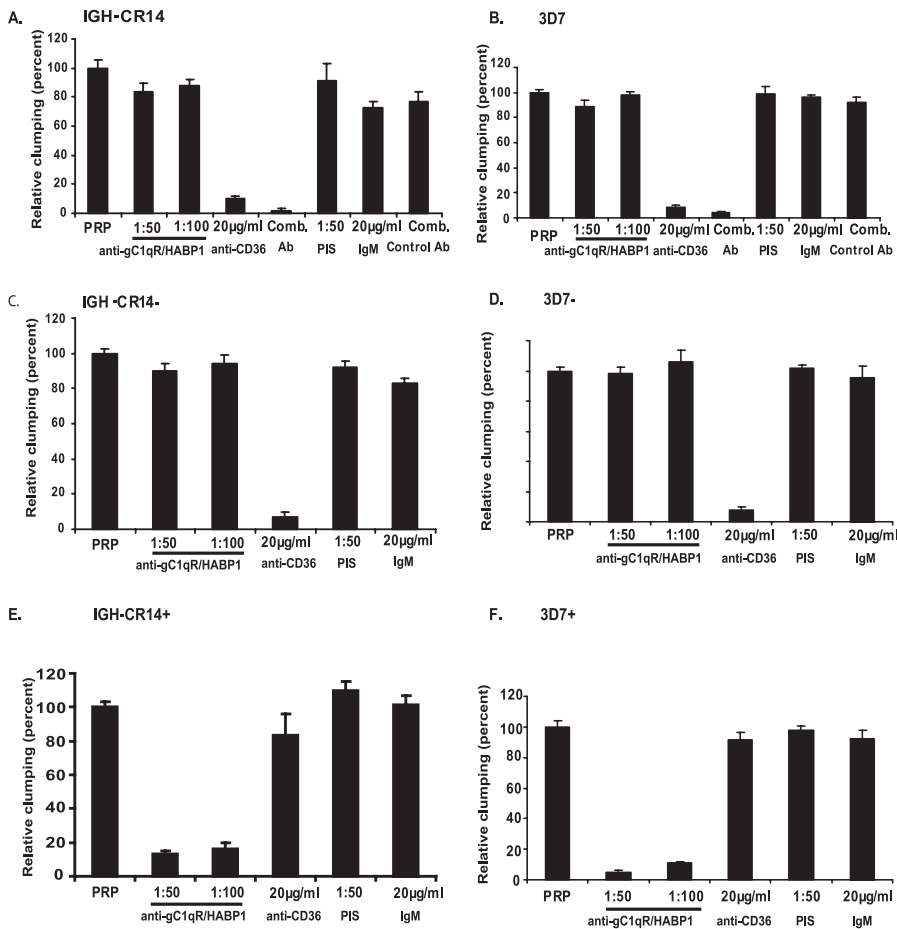 A. IGH-CR14
Relative clumping (percent)
120
100
80
60
40
20
0
PRP 1:50 1:100 20µg/ml Comb. 1:50 20µg/ml Comb.
anti-gC1qR/HABP1 anti-CD36 Ab PIS IgM Control Ab
B. 3D7
Relative clumping (percent)
120
100
80
60
40
20
0
PRP 1:50 1:100 20µg/ml Comb. 1:50 20µg/ml Comb.
anti-gC1qR/HABP1 anti-CD36 Ab PIS IgM Control Ab
C. IGH -CR14-
Relative clumping (percent)
120
100
80
60
40
20
0
PRP 1:50 1:100 20µg/ml 1:50 20µg/ml
anti-gC1qR/HABP1 anti-CD36 PIS IgM
D. 3D7-
Relative clumping (percent)
120
100
80
60
40
20
0
PRP 1:50 1:100 20µg/ml 1:50 20µg/ml
anti-gC1qR/HABP1 anti-CD36 PIS IgM
E. IGH-CR14+
Relative clumping (percent)
120
100
80
60
40
20
0
PRP 1:50 1:100 20µg/ml 1:50 20µg/ml
anti-gC1qR/HABP1 anti-CD36 PIS IgM
F. 3D7+
Relative clumping (percent)
120
100
80
60
40
20
0
PRP 1:50 1:100 20µg/ml 1:50 20µg/ml
anti-gC1qR/HABP1 anti-CD36 PIS IgM